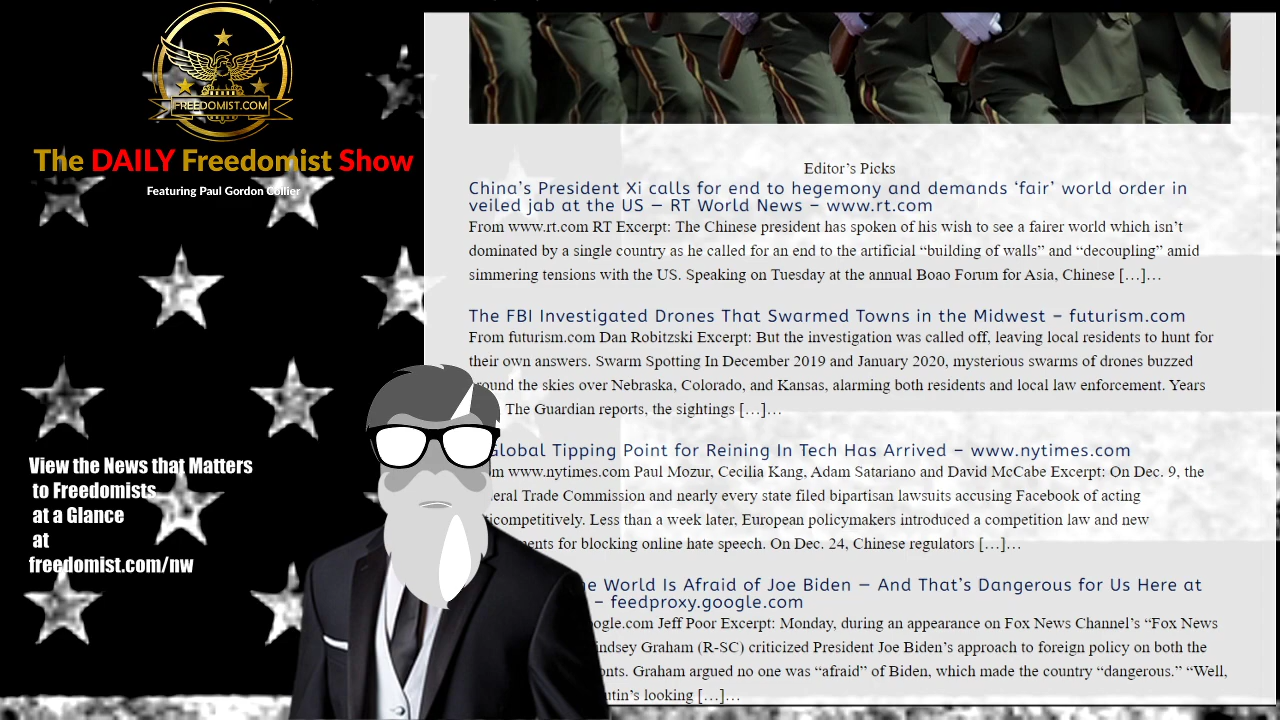 FREEDOMIST.COM
The DAILY Freedomist Show
Featuring Paul Gordon Collier
View the News that Matters
to Freedomists
at a Glance
at
freedomist.com/nw
Editor’s Picks
China’s President Xi calls for end to hegemony and demands ‘fair’ world order in
veiled jab at the US — RT World News – www.rt.com
From www.rt.com RT Excerpt: The Chinese president has spoken of his wish to see a fairer world which isn’t
dominated by a single country as he called for an end to the artificial “building of walls” and “decoupling” amid
simmering tensions with the US. Speaking on Tuesday at the annual Boao Forum for Asia, Chinese […]…
The FBI Investigated Drones That Swarmed Towns in the Midwest – futurism.com
From futurism.com Dan Robitzski Excerpt: But the investigation was called off, leaving local residents to hunt for
their own answers. Swarm Spotting In December 2019 and January 2020, mysterious swarms of drones buzzed
around the skies over Nebraska, Colorado, and Kansas, alarming both residents and local law enforcement. Years
The Guardian reports, the sightings […]…
Global Tipping Point for Reining In Tech Has Arrived – www.nytimes.com
www.nytimes.com Paul Mozur, Cecilia Kang, Adam Satariano and David McCabe Excerpt: On Dec. 9, the
Trade Commission and nearly every state filed bipartisan lawsuits accusing Facebook of acting
Less than a week later, European policymakers introduced a competition law and new
for blocking online hate speech. On Dec. 24, Chinese regulators […]…
World Is Afraid of Joe Biden — And That’s Dangerous for Us Here at
– feedproxy.google.com
Jeff Poor Excerpt: Monday, during an appearance on Fox News Channel’s “Fox News
Graham (R-SC) criticized President Joe Biden’s approach to foreign policy on both the
Graham argued no one was “afraid” of Biden, which made the country “dangerous.” “Well,
looking […]…